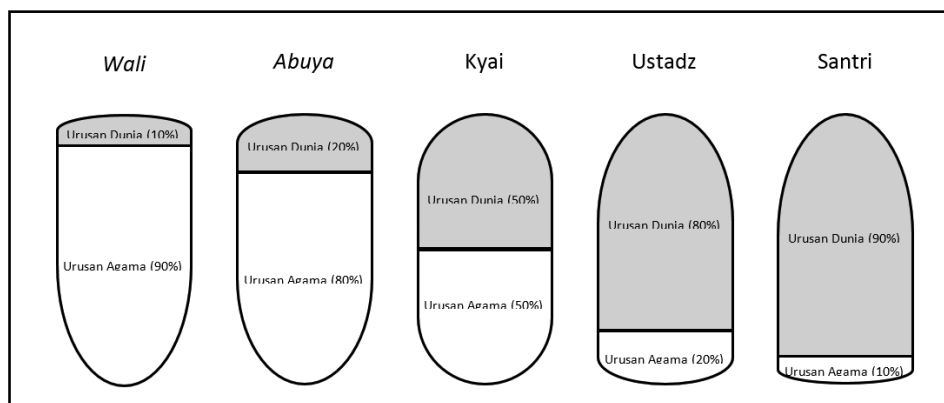 Wali
Abuya
Kyai
Ustadz
Santri
Urusan Dunia (10%)
Urusan Dunia (20%)
Urusan Dunia (50%)
Urusan Dunia (80%)
Urusan Dunia (90%)
Urusan Agama (90%)
Urusan Agama (80%)
Urusan Agama (50%)
Urusan Agama (20%)
Urusan Agama (10%)